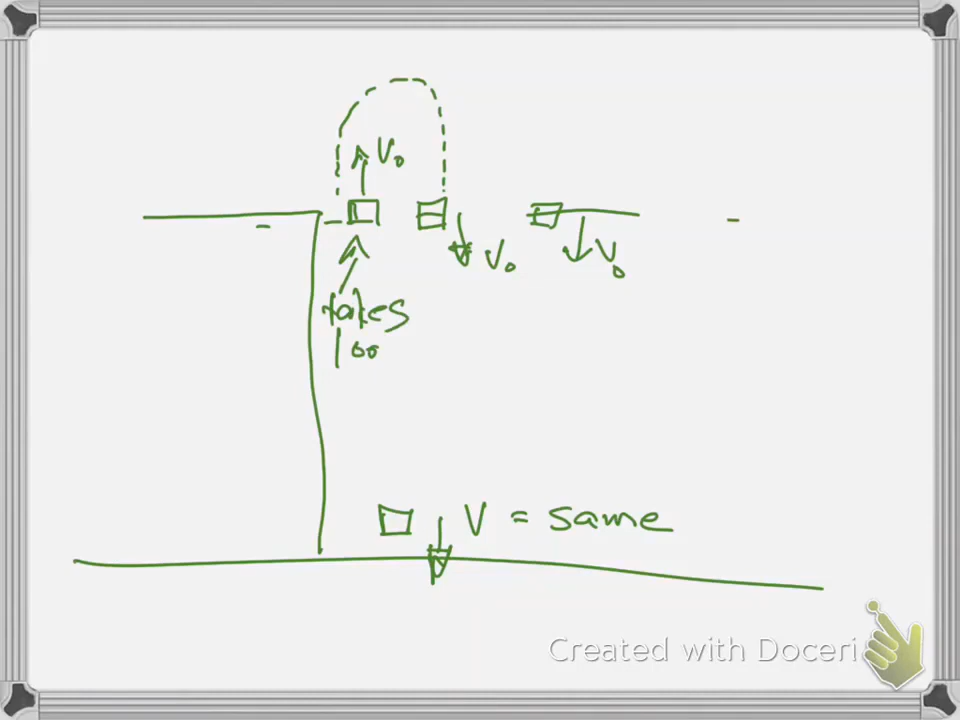 V₀
V₀
V₀
takes
100
V = same
Created with Doceri